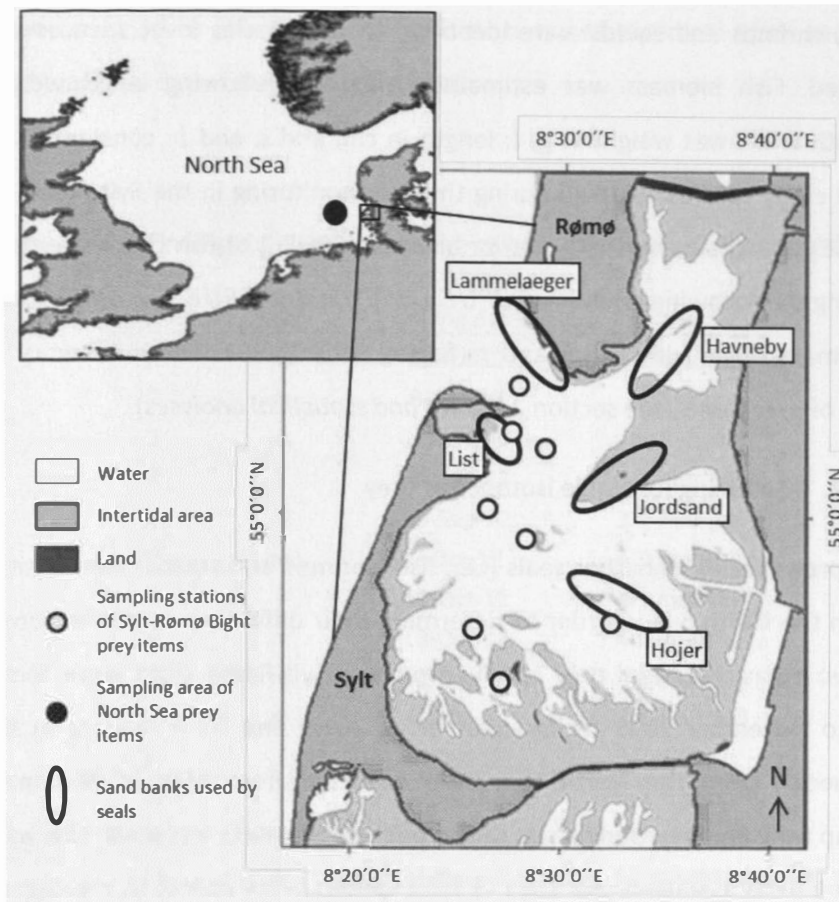 North Sea
8°30'0''E
8°40'0''E
Rømø
Lammelaeger
Havneby
List
Jordsand
Hojer
Sylt
55°0'0''N
55°0'0''N
Water
Intertidal area
Land
Sampling stations
of Sylt-Rømø Bight
prey items
Sampling area of
North Sea prey
items
Sand banks used by
seals
N
8°20'0''E
8°30'0''E
8°40'0''E